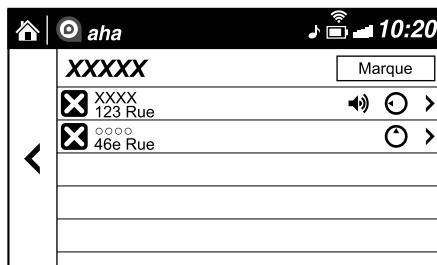 aha 10:20
XXXXX Marque
XXXX
123 Rue
○○○○
46e Rue